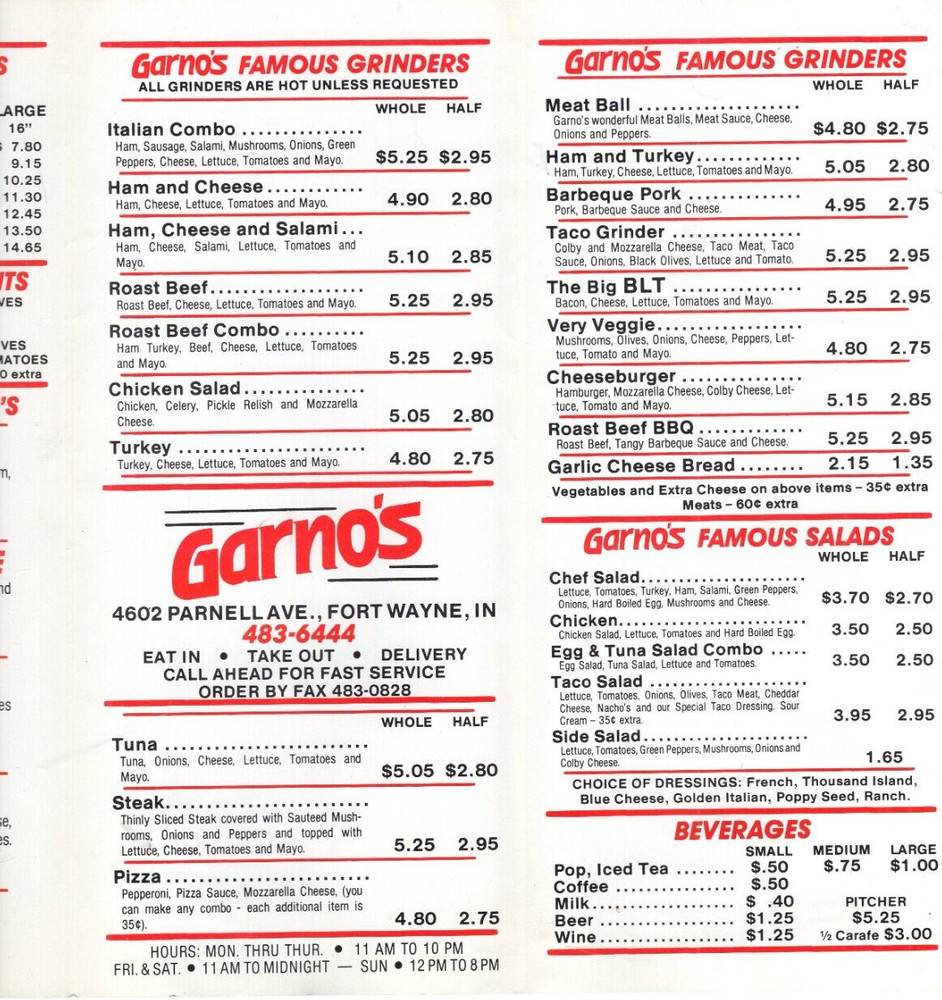 S
LARGE
16"
7.80
9.15
10.25
11.30
12.45
13.50
14.65
VES
VES
MATOES
0 extra
'S
m,
nd
es
se,
es.
Garno's FAMOUS GRINDERS
ALL GRINDERS ARE HOT UNLESS REQUESTED
WHOLE HALF
Italian Combo ...............
Ham, Sausage, Salami, Mushrooms, Onions, Green
Peppers, Cheese, Lettuce, Tomatoes and Mayo. $5.25 $2.95
Ham and Cheese............
Ham, Cheese, Lettuce, Tomatoes and Mayo. 4.90 2.80
Ham, Cheese and Salami...
Ham, Cheese, Salami, Lettuce, Tomatoes and
Mayo. 5.10 2.85
Roast Beef...................
Roast Beef, Cheese, Lettuce, Tomatoes and Mayo. 5.25 2.95
Roast Beef Combo ..........
Ham Turkey, Beef, Cheese, Lettuce, Tomatoes
and Mayo. 5.25 2.95
Chicken Salad...............
Chicken, Celery, Pickle Relish and Mozzarella
Cheese. 5.05 2.80
Turkey .......................
Turkey, Cheese, Lettuce, Tomatoes and Mayo. 4.80 2.75
Garno's
4602 PARNELL AVE., FORT WAYNE, IN
483-6444
EAT IN • TAKE OUT • DELIVERY
CALL AHEAD FOR FAST SERVICE
ORDER BY FAX 483-0828
WHOLE HALF
Tuna .........................
Tuna, Onions, Cheese, Lettuce, Tomatoes and
Mayo. $5.05 $2.80
Steak.........................
Thinly Sliced Steak covered with Sauteed Mush-
rooms, Onions and Peppers and topped with
Lettuce, Cheese, Tomatoes and Mayo. 5.25 2.95
Pizza .........................
Pepperoni, Pizza Sauce, Mozzarella Cheese, (you
can make any combo - each additional item is
35¢). 4.80 2.75
HOURS: MON. THRU THUR. • 11 AM TO 10 PM
FRI. & SAT. • 11 AM TO MIDNIGHT — SUN • 12 PM TO 8 PM
Garno's FAMOUS GRINDERS
WHOLE HALF
Meat Ball ....................
Garno's wonderful Meat Balls, Meat Sauce, Cheese,
Onions and Peppers. $4.80 $2.75
Ham and Turkey.............
Ham, Turkey, Cheese, Lettuce, Tomatoes and Mayo. 5.05 2.80
Barbeque Pork ..............
Pork, Barbeque Sauce and Cheese. 4.95 2.75
Taco Grinder ................
Colby and Mozzarella Cheese, Taco Meat, Taco
Sauce, Onions, Black Olives, Lettuce and Tomato. 5.25 2.95
The Big BLT ................
Bacon, Cheese, Lettuce, Tomatoes and Mayo. 5.25 2.95
Very Veggie..................
Mushrooms, Olives, Onions, Cheese, Peppers, Let-
tuce, Tomato and Mayo. 4.80 2.75
Cheeseburger ...............
Hamburger, Mozzarella Cheese, Colby Cheese, Let-
tuce, Tomato and Mayo. 5.15 2.85
Roast Beef BBQ .............
Roast Beef, Tangy Barbeque Sauce and Cheese. 5.25 2.95
Garlic Cheese Bread ........ 2.15 1.35
Vegetables and Extra Cheese on above items – 35¢ extra
Meats – 60¢ extra
Garno's FAMOUS SALADS
WHOLE HALF
Chef Salad.....................
Lettuce, Tomatoes, Turkey, Ham, Salami, Green Peppers,
Onions, Hard Boiled Egg, Mushrooms and Cheese. $3.70 $2.70
Chicken.......................
Chicken Salad, Lettuce, Tomatoes and Hard Boiled Egg. 3.50 2.50
Egg & Tuna Salad Combo .....
Egg Salad, Tuna Salad, Lettuce and Tomatoes. 3.50 2.50
Taco Salad ...................
Lettuce, Tomatoes, Onions, Olives, Taco Meat, Cheddar
Cheese, Nacho's and our Special Taco Dressing. Sour
Cream – 35¢ extra. 3.95 2.95
Side Salad....................
Lettuce, Tomatoes, Green Peppers, Mushrooms, Onions and
Colby Cheese. 1.65
CHOICE OF DRESSINGS: French, Thousand Island,
Blue Cheese, Golden Italian, Poppy Seed, Ranch.
BEVERAGES
SMALL MEDIUM LARGE
Pop, Iced Tea ........ $.50 $.75 $1.00
Coffee ................ $.50
Milk................... $ .40 PITCHER
Beer .................. $1.25 $5.25
Wine.................. $1.25 ½ Carafe $3.00